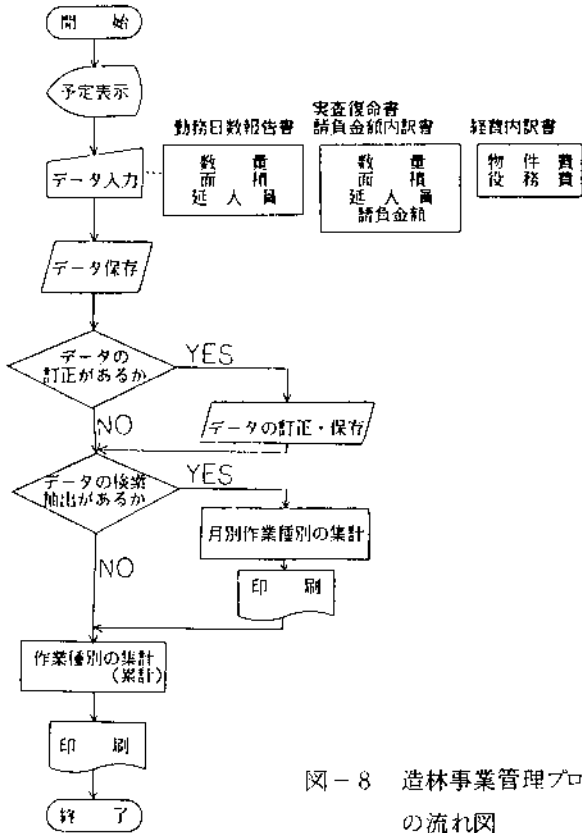 開 始
予定表示
データ入力
勤務日数報告書
数 量
面 積
延 人 員
実査復命書
請負金額内訳書
数 量
面 積
延 人 員
請負金額
経費内訳書
物 件 費
役 務 費
データ保存
データの
訂正があるか
YES
NO
データの訂正・保存
データの検索
抽出があるか
YES
NO
月別作業種別の集計
印 刷
作業種別の集計
(累計)
印 刷
終 了
図-8 造林事業管理プロ
の流れ図